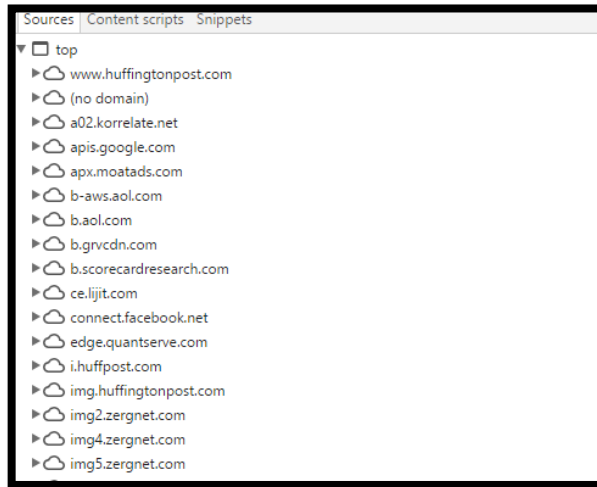 Sources Content scripts Snippets
top
www.huffingtonpost.com
(no domain)
a02.korrelate.net
apis.google.com
apx.moatads.com
b-aws.aol.com
b.aol.com
b.grvcdn.com
b.scorecardresearch.com
ce.lijit.com
connect.facebook.net
edge.quantserve.com
i.huffpost.com
img.huffingtonpost.com
img2.zergnet.com
img4.zergnet.com
img5.zergnet.com